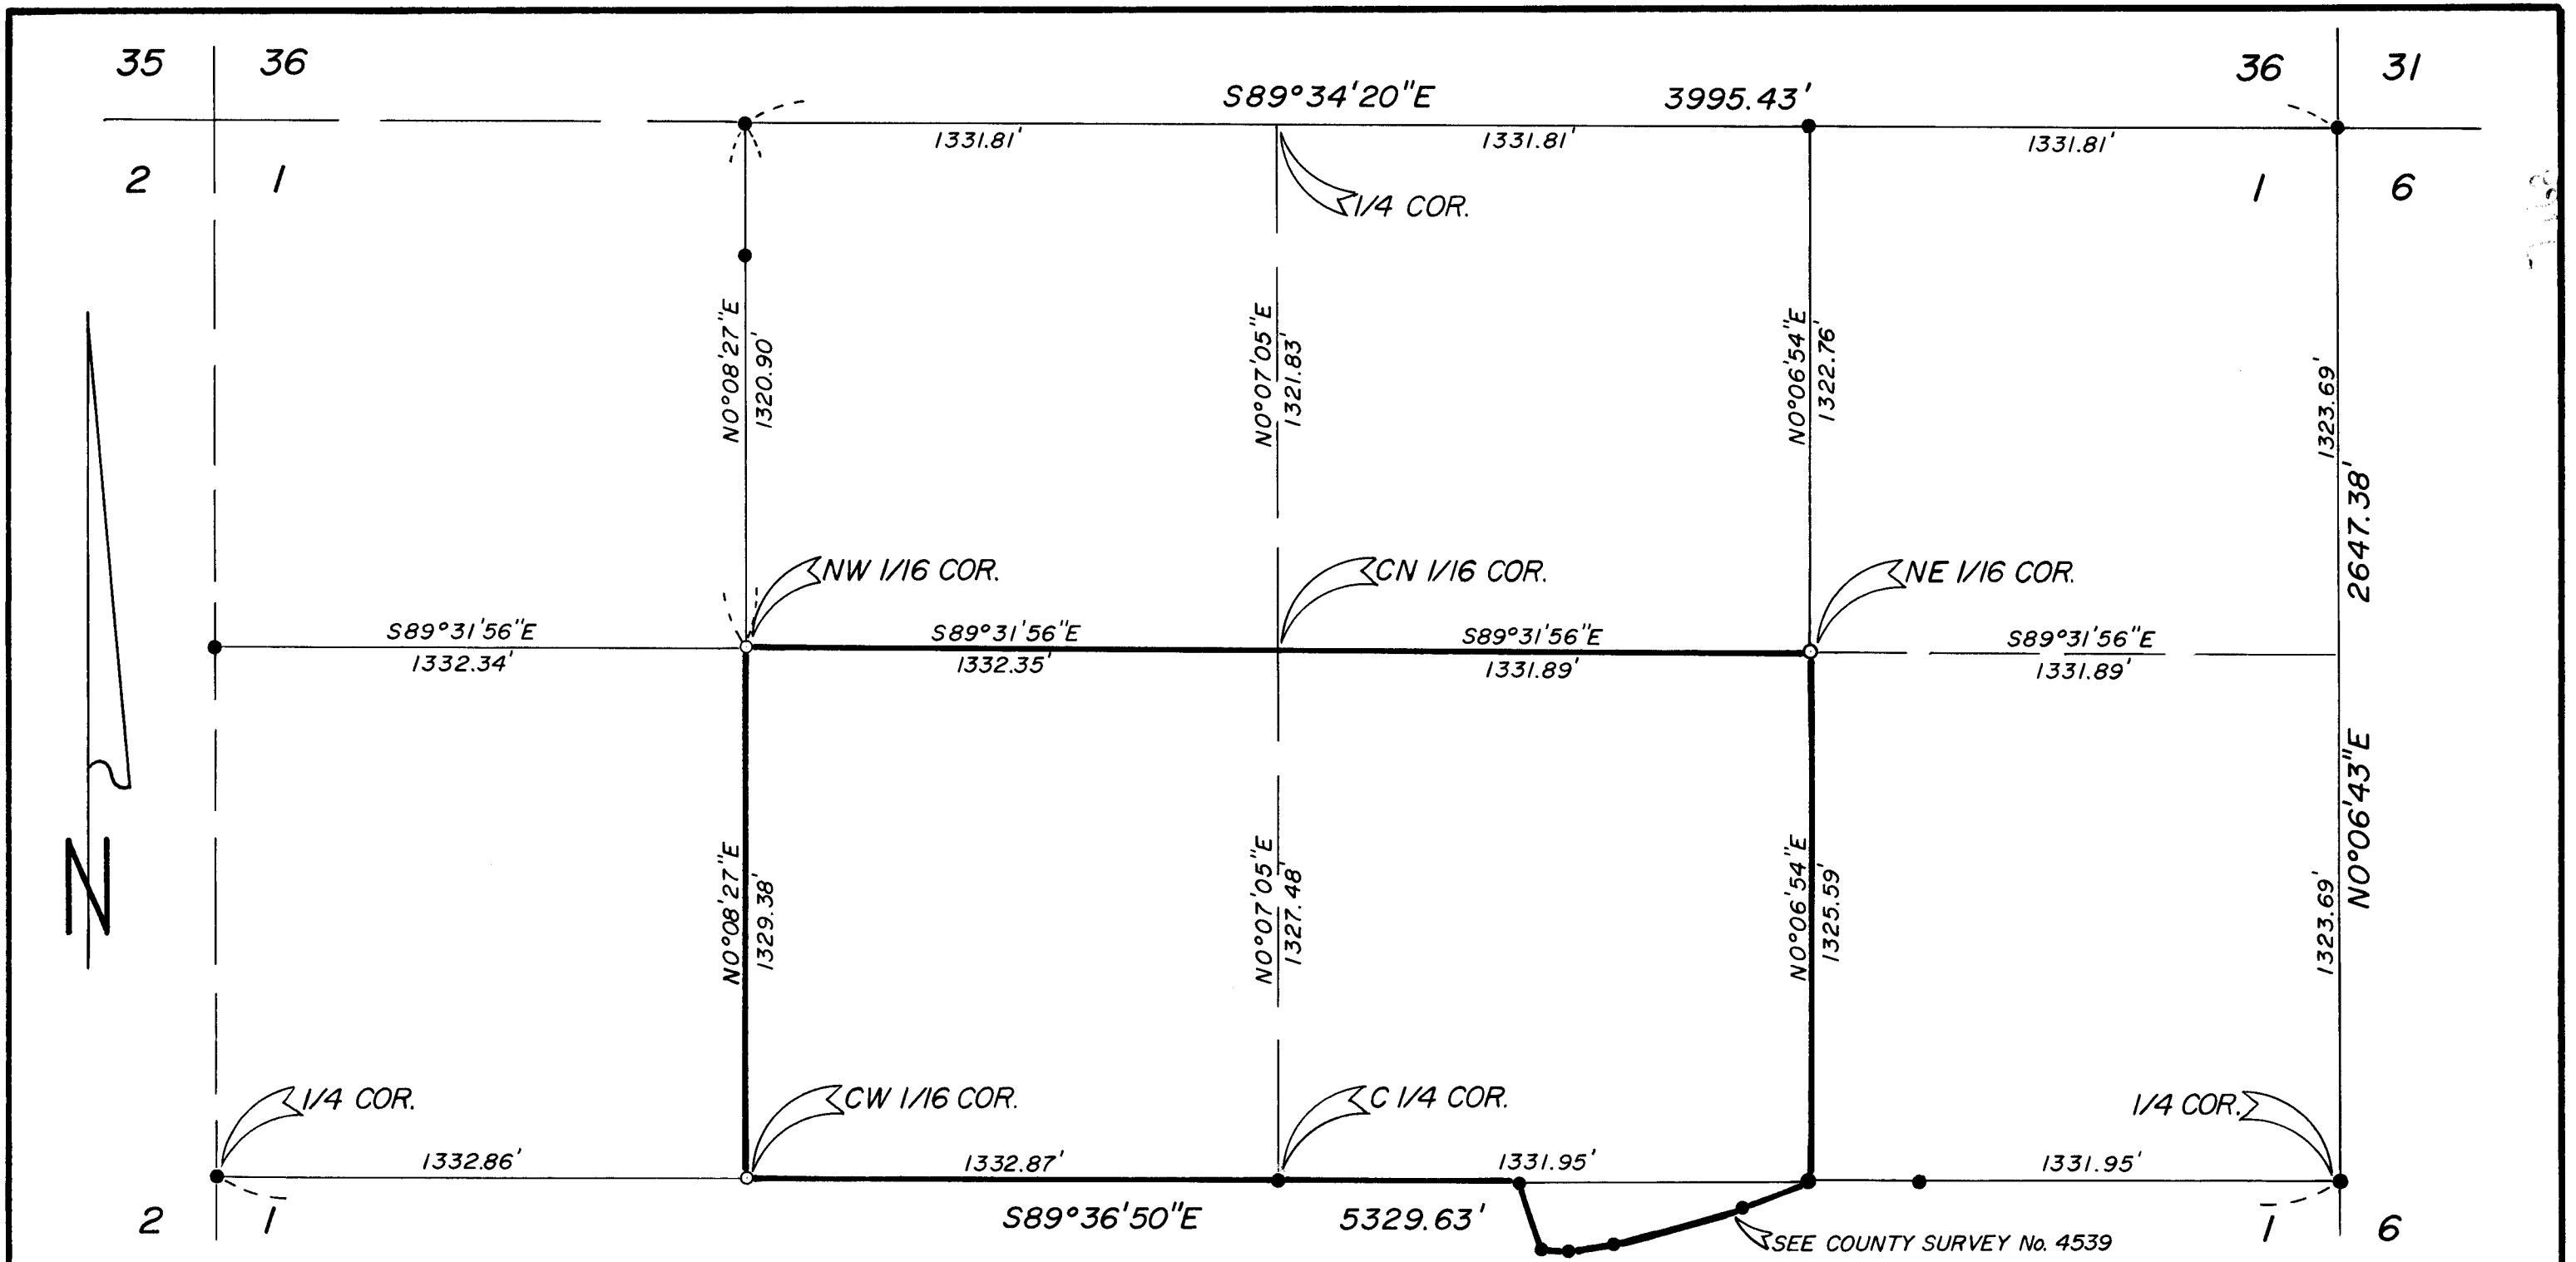 35
36
36
31
S89°34'20"E
3995.43'
1331.81'
1331.81'
1331.81'
2
1
1
6
1/4 COR.
N0°08'27"E
1320.90'
N0°07'05"E
1321.83'
N0°06'54"E
1322.76'
1323.69'
2647.38'
NW 1/16 COR.
CN 1/16 COR.
NE 1/16 COR.
S89°31'56"E
1332.34'
S89°31'56"E
1332.35'
S89°31'56"E
1331.89'
S89°31'56"E
1331.89'
N0°06'43"E
N
N0°08'27"E
1329.38'
N0°07'05"E
1327.48'
N0°06'54"E
1325.59'
1323.69'
1/4 COR.
CW 1/16 COR.
C 1/4 COR.
1/4 COR.
1332.86'
1332.87'
1331.95'
1331.95'
2
1
S89°36'50"E
5329.63'
SEE COUNTY SURVEY No. 4539
1
6